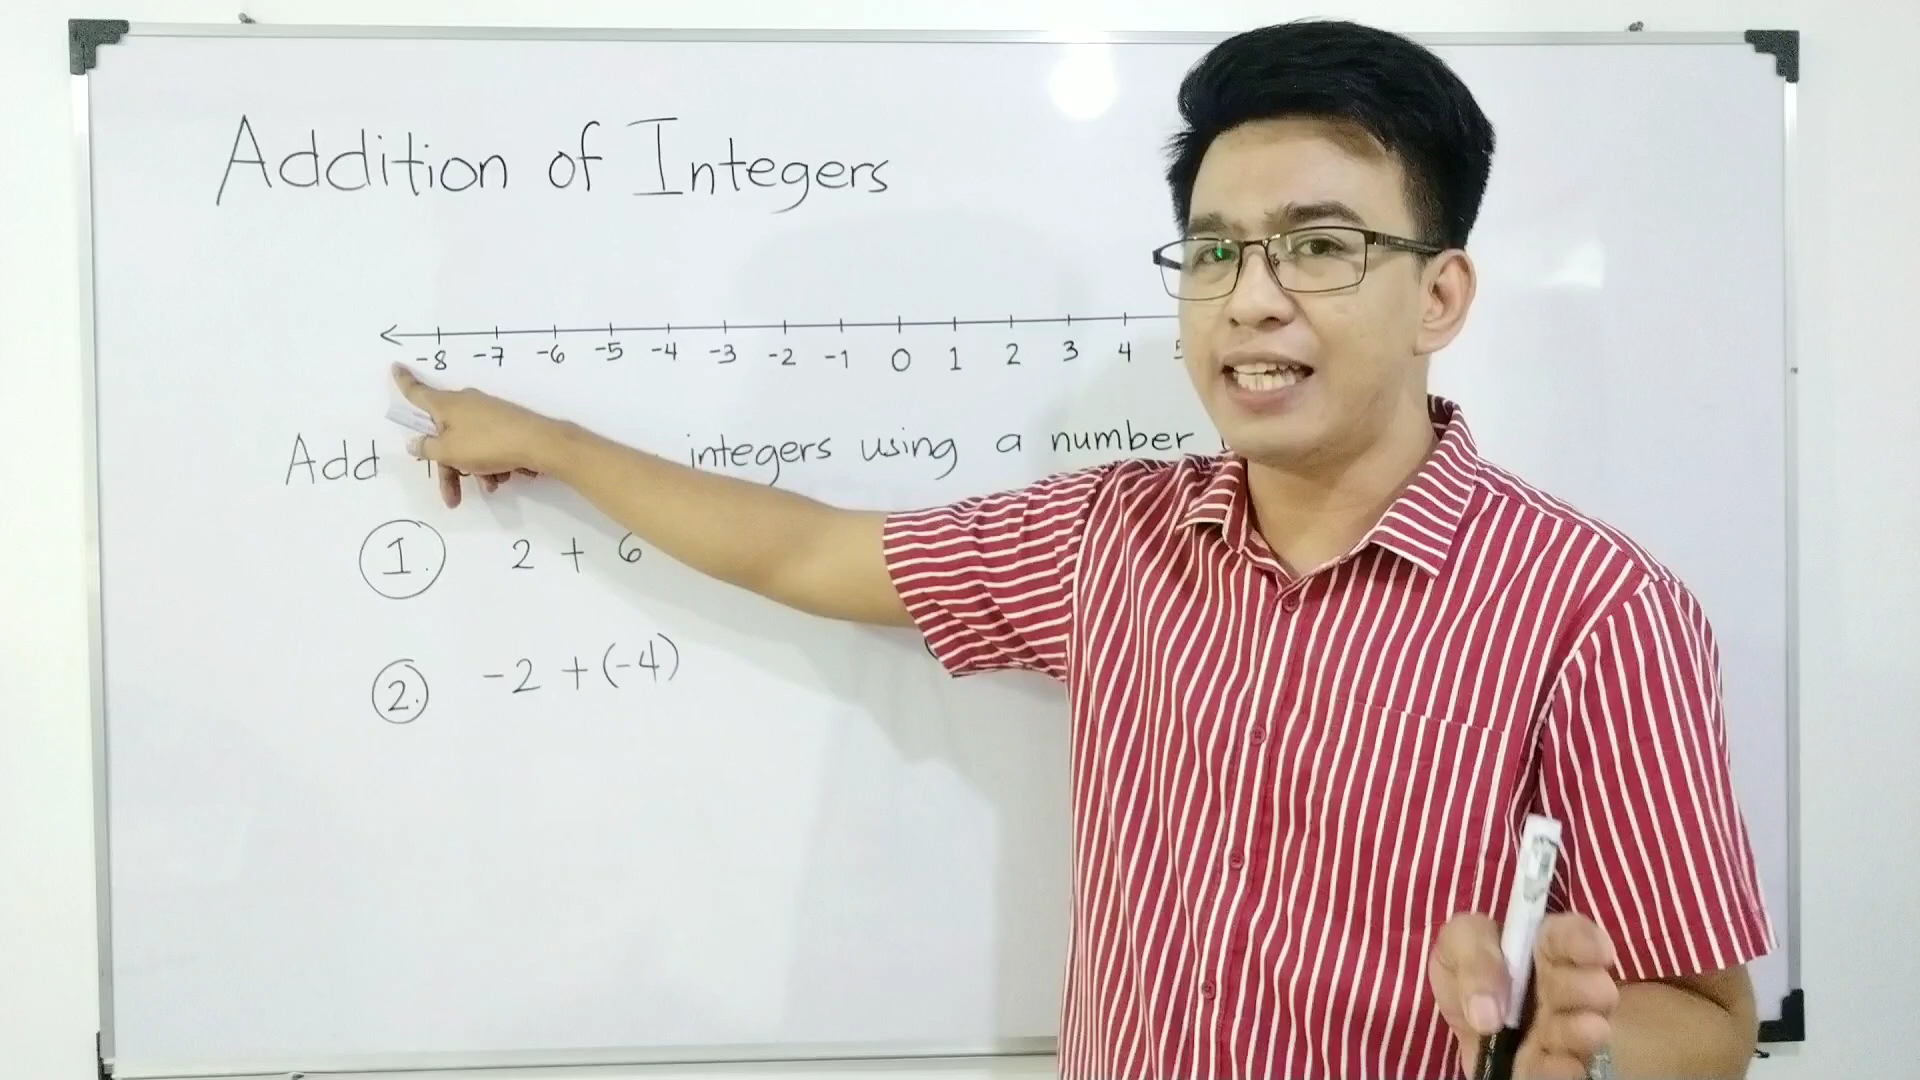 Addition of Integers
-8 -7 -6 -5 -4 -3 -2 -1 0 1 2 3 4
Add integers using a number
1. 2 + 6
2. -2 + (-4)